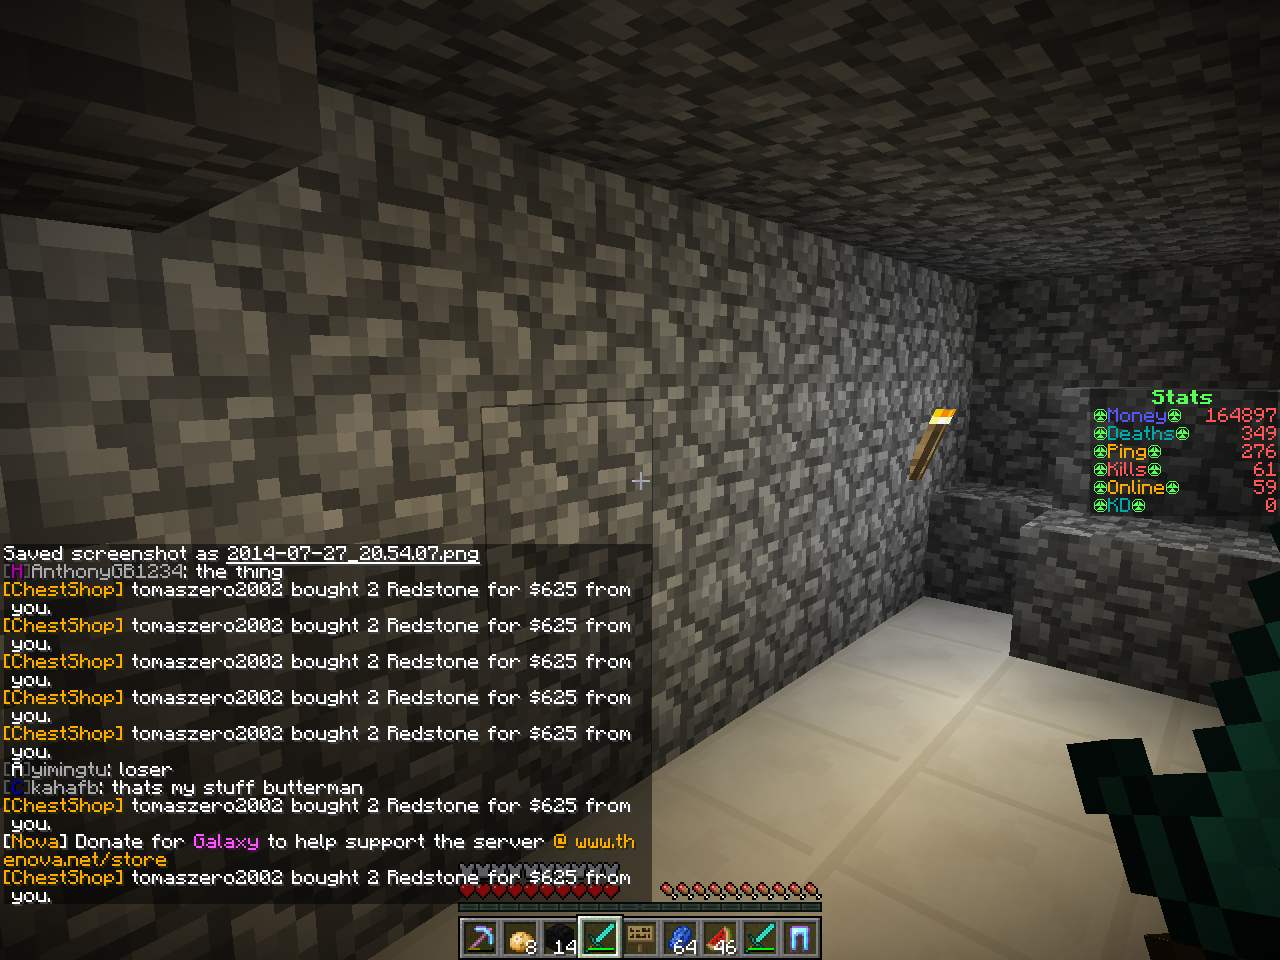 Stats
Money 164897
Deaths 349
Ping 276
Kills 61
Online 59
KD 0
Saved screenshot as 2014-07-27_20.54.07.png
[H]AnthonyGB1234: the thing
[ChestShop] tomaszero2002 bought 2 Redstone for $625 from
you.
[ChestShop] tomaszero2002 bought 2 Redstone for $625 from
you.
[ChestShop] tomaszero2002 bought 2 Redstone for $625 from
you.
[ChestShop] tomaszero2002 bought 2 Redstone for $625 from
you.
[ChestShop] tomaszero2002 bought 2 Redstone for $625 from
you.
[A]yimingtu: loser
[C]kahafb: thats my stuff butterman
[ChestShop] tomaszero2002 bought 2 Redstone for $625 from
you.
[Nova] Donate for Galaxy to help support the server @ www.th
enova.net/store
[ChestShop] tomaszero2002 bought 2 Redstone for $625 from
you.
8 14 64 46